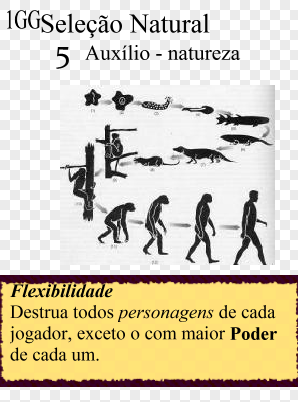 1GG Seleção Natural
5 Auxílio - natureza
Flexibilidade
Destrua todos personagens de cada
jogador, exceto o com maior Poder
de cada um.